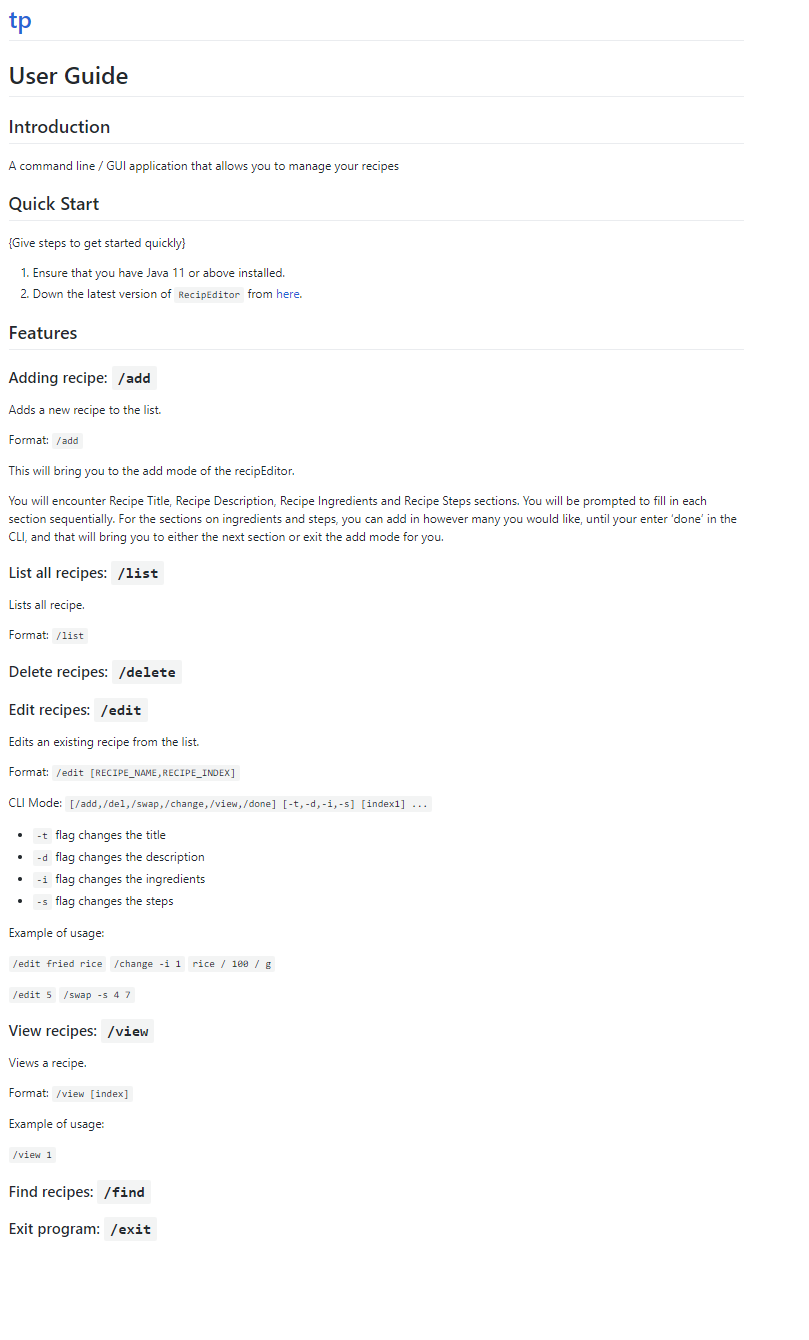 tp
User Guide
Introduction
A command line / GUI application that allows you to manage your recipes
Quick Start
{Give steps to get started quickly}
1. Ensure that you have Java 11 or above installed.
2. Down the latest version of RecipEditor from here.
Features
Adding recipe: /add
Adds a new recipe to the list.
Format: /add
This will bring you to the add mode of the recipEditor.
You will encounter Recipe Title, Recipe Description, Recipe Ingredients and Recipe Steps sections. You will be prompted to fill in each
section sequentially. For the sections on ingredients and steps, you can add in however many you would like, until your enter ‘done’ in the
CLI, and that will bring you to either the next section or exit the add mode for you.
List all recipes: /list
Lists all recipe.
Format: /list
Delete recipes: /delete
Edit recipes: /edit
Edits an existing recipe from the list.
Format: /edit [RECIPE_NAME,RECIPE_INDEX]
CLI Mode: [/add,/del,/swap,/change,/view,/done] [-t,-d,-i,-s] [index1] ...
• -t flag changes the title
• -d flag changes the description
• -i flag changes the ingredients
• -s flag changes the steps
Example of usage:
/edit fried rice /change -i 1 rice / 100 / g
/edit 5 /swap -s 4 7
View recipes: /view
Views a recipe.
Format: /view [index]
Example of usage:
/view 1
Find recipes: /find
Exit program: /exit